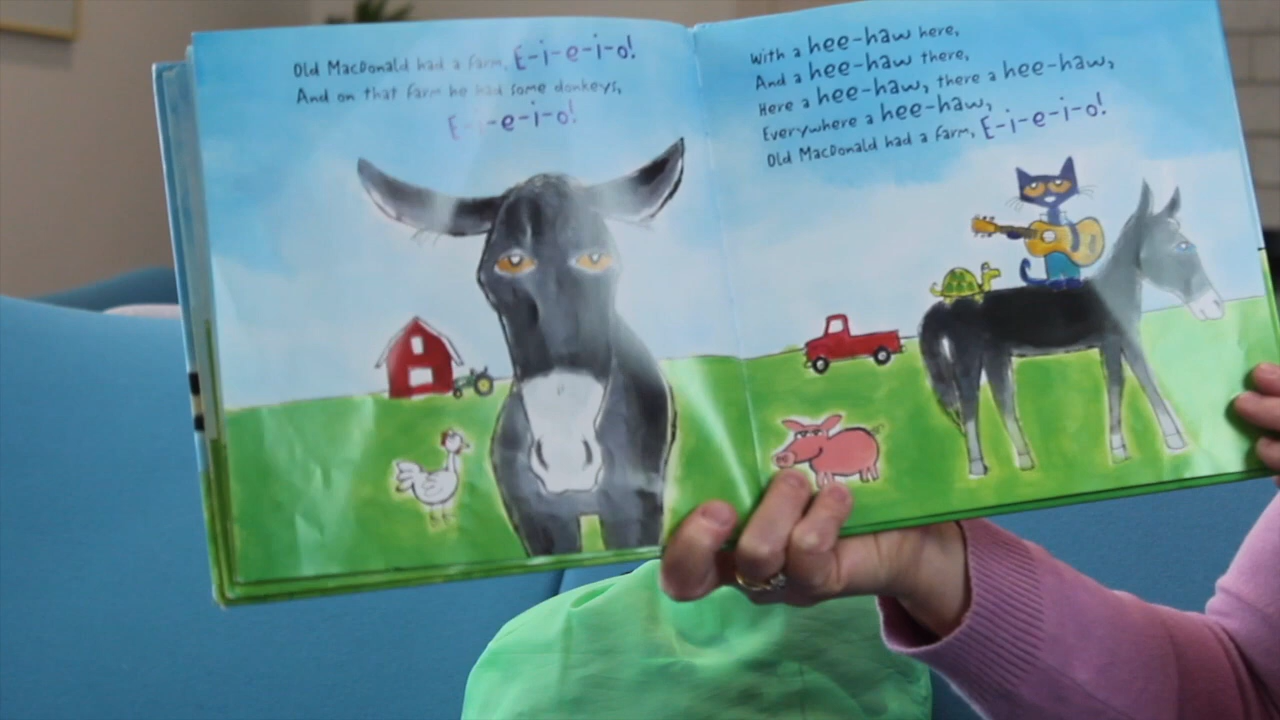 Old MacDonald had a farm, E-i-e-i-o!
And on that farm he had some donkeys,
E-i-e-i-o!
With a hee-haw here,
And a hee-haw there,
Here a hee-haw, there a hee-haw,
Everywhere a hee-haw,
Old MacDonald had a farm, E-i-e-i-o!